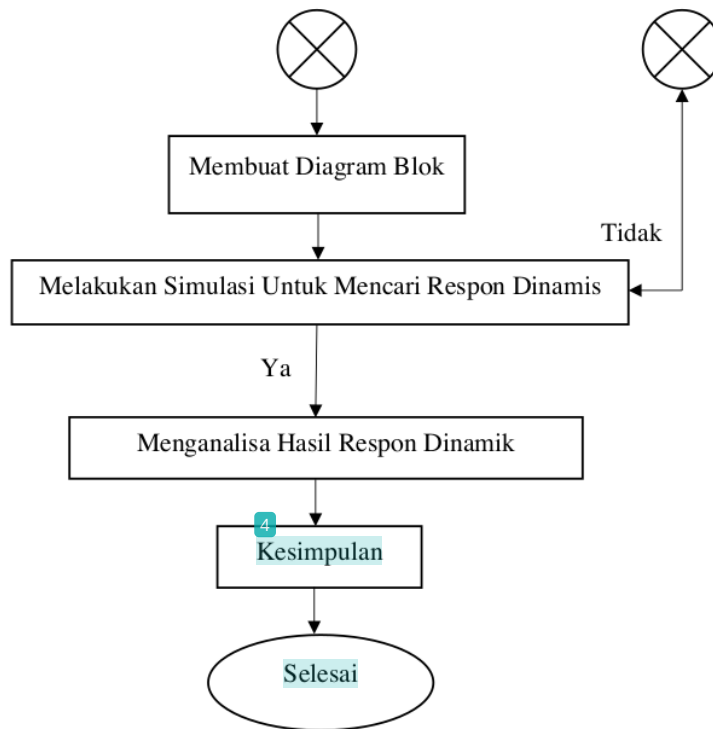 Membuat Diagram Blok
Tidak
Melakukan Simulasi Untuk Mencari Respon Dinamis
Ya
Menganalisa Hasil Respon Dinamik
4
Kesimpulan
Selesai